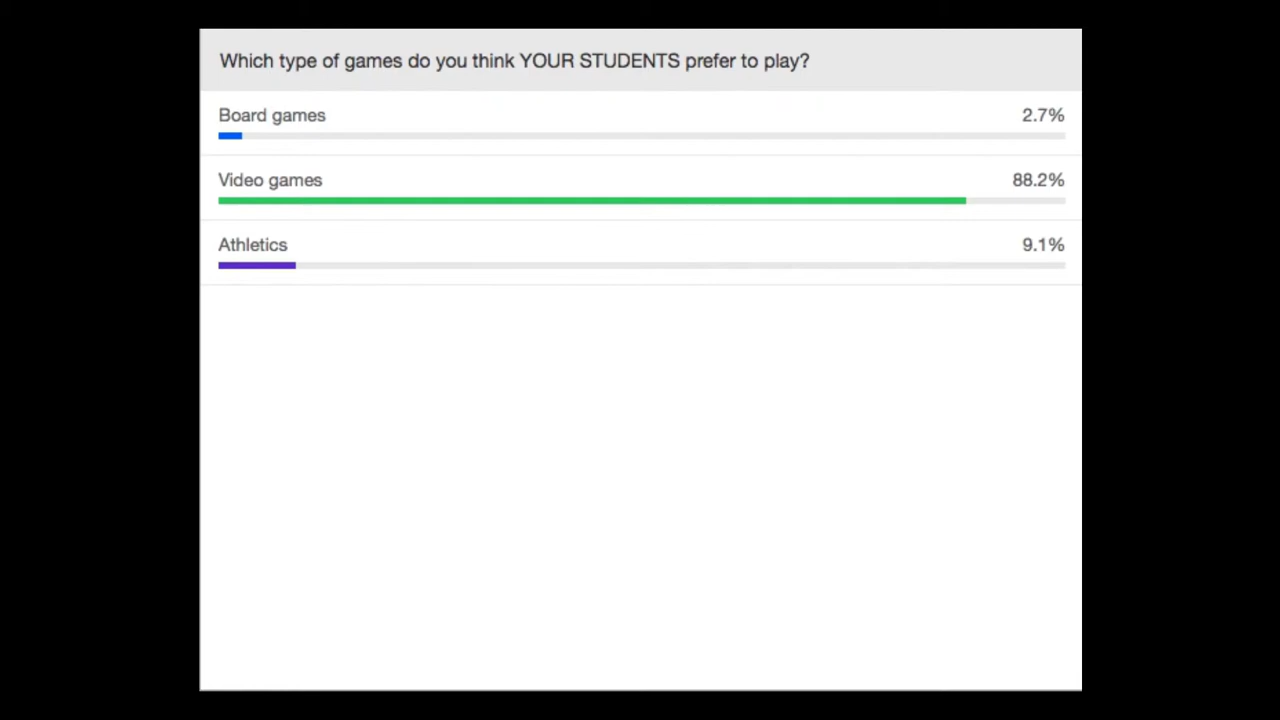 Which type of games do you think YOUR STUDENTS prefer to play?
Board games 2.7%
Video games 88.2%
Athletics 9.1%